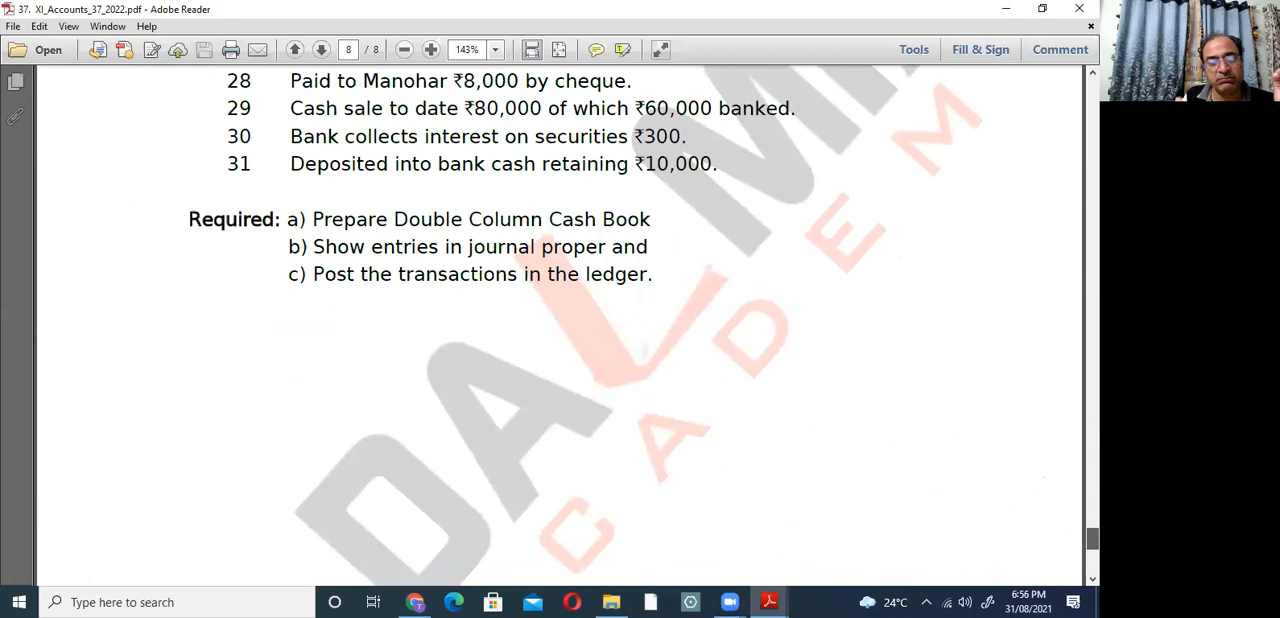 37. XI_Accounts_37_2022.pdf - Adobe Reader
File Edit View Window Help
Open 8 / 8 143% Tools Fill & Sign Comment
28 Paid to Manohar ₹8,000 by cheque.
29 Cash sale to date ₹80,000 of which ₹60,000 banked.
30 Bank collects interest on securities ₹300.
31 Deposited into bank cash retaining ₹10,000.
Required: a) Prepare Double Column Cash Book
b) Show entries in journal proper and
c) Post the transactions in the ledger.
DALMIA
CADEM
Type here to search
24°C
6:56 PM
31/08/2021